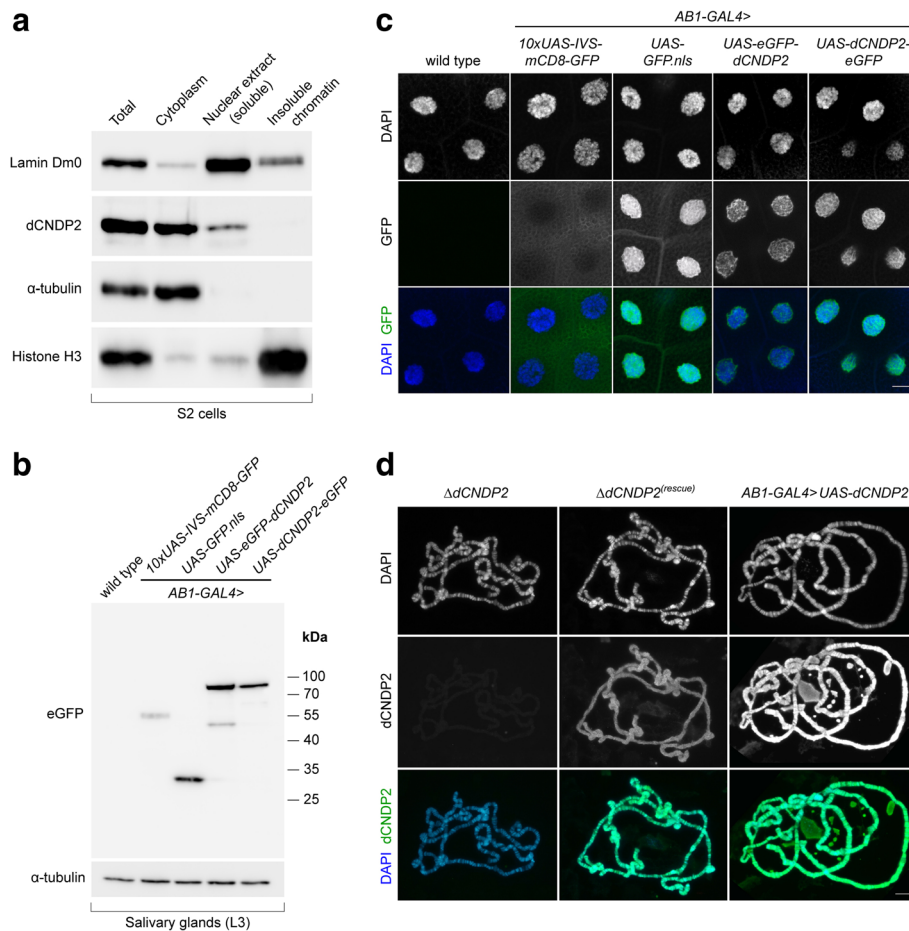 a
Total
Cytoplasm
Nuclear extract
(soluble)
Insoluble
chromatin
Lamin Dm0
dCNDP2
α-tubulin
Histone H3
S2 cells
b
wild type
10xUAS-IVS-mCD8-GFP
UAS-GFP.nls
UAS-eGFP-dCNDP2
UAS-dCNDP2-eGFP
AB1-GAL4>
kDa
100
70
55
40
35
25
eGFP
α-tubulin
Salivary glands (L3)
c
AB1-GAL4>
wild type
10xUAS-IVS-
mCD8-GFP
UAS-
GFP.nls
UAS-eGFP-
dCNDP2
UAS-dCNDP2-
eGFP
DAPI
GFP
DAPI GFP
d
ΔdCNDP2
ΔdCNDP2(rescue)
AB1-GAL4>UAS-dCNDP2
DAPI
dCNDP2
DAPI dCNDP2